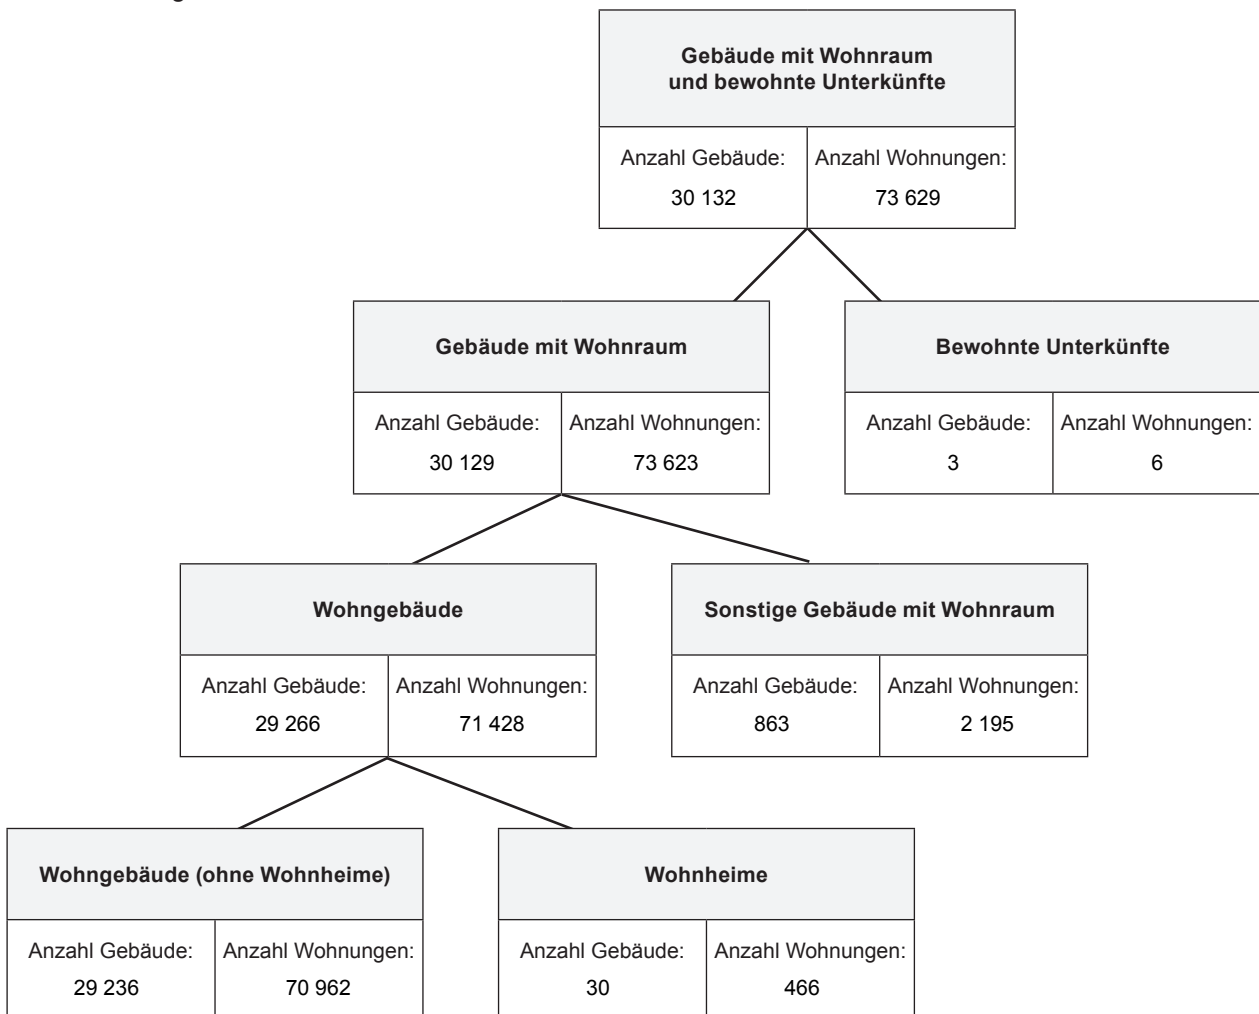 Gebäude mit Wohnraum
und bewohnte Unterkünfte
Anzahl Gebäude: Anzahl Wohnungen:
30 132 73 629
Gebäude mit Wohnraum
Bewohnte Unterkünfte
Anzahl Gebäude: Anzahl Wohnungen:
30 129 73 623
Anzahl Gebäude: Anzahl Wohnungen:
3 6
Wohngebäude
Sonstige Gebäude mit Wohnraum
Anzahl Gebäude: Anzahl Wohnungen:
29 266 71 428
Anzahl Gebäude: Anzahl Wohnungen:
863 2 195
Wohngebäude (ohne Wohnheime)
Wohnheime
Anzahl Gebäude: Anzahl Wohnungen:
29 236 70 962
Anzahl Gebäude: Anzahl Wohnungen:
30 466